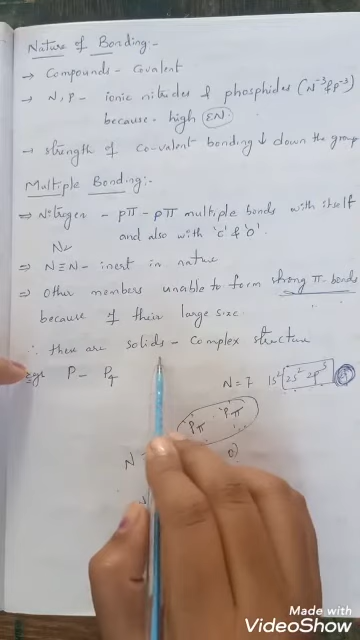 Nature of Bonding:-
→ Compounds - Covalent
→ N, P - ionic nitrides & phosphides (N⁻³ & P⁻³)
because high EN.
→ strength of co-valent bonding ↓ down the group
Multiple Bonding:-
⇒ Nitrogen - pπ - pπ multiple bonds with itself
and also with 'C' & 'O'.
⇒ N≡N - inert in nature
⇒ Other members unable to form strong π-bonds
because of their large size.
∴ these are solids - complex structure
P - P₄
N = 7 1s² 2s² 2p³
Pπ - Pπ
N
Made with
VideoShow